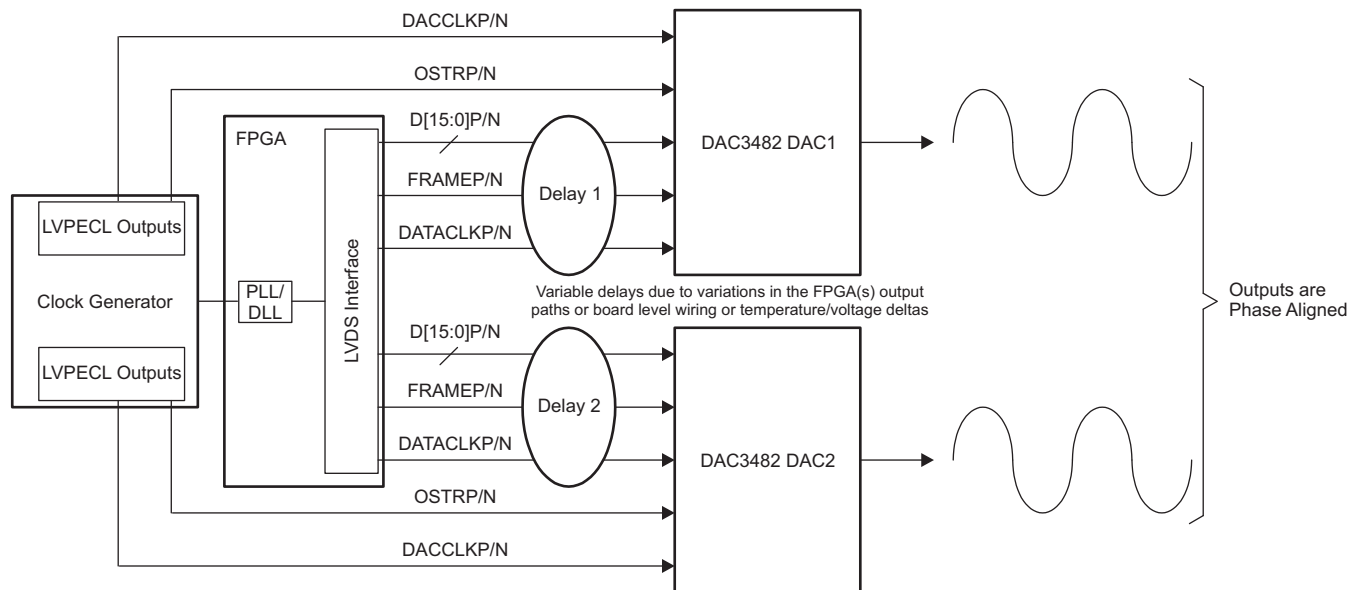 DACCLKP/N
OSTRP/N
D[15:0]P/N
FPGA
DAC3482 DAC1
FRAMEP/N
Delay 1
LVPECL Outputs
DATACLKP/N
LVDS Interface
Clock Generator
PLL/
DLL
Variable delays due to variations in the FPGA(s) output
paths or board level wiring or temperature/voltage deltas
Outputs are
Phase Aligned
D[15:0]P/N
LVPECL Outputs
FRAMEP/N
Delay 2
DATACLKP/N
DAC3482 DAC2
OSTRP/N
DACCLKP/N